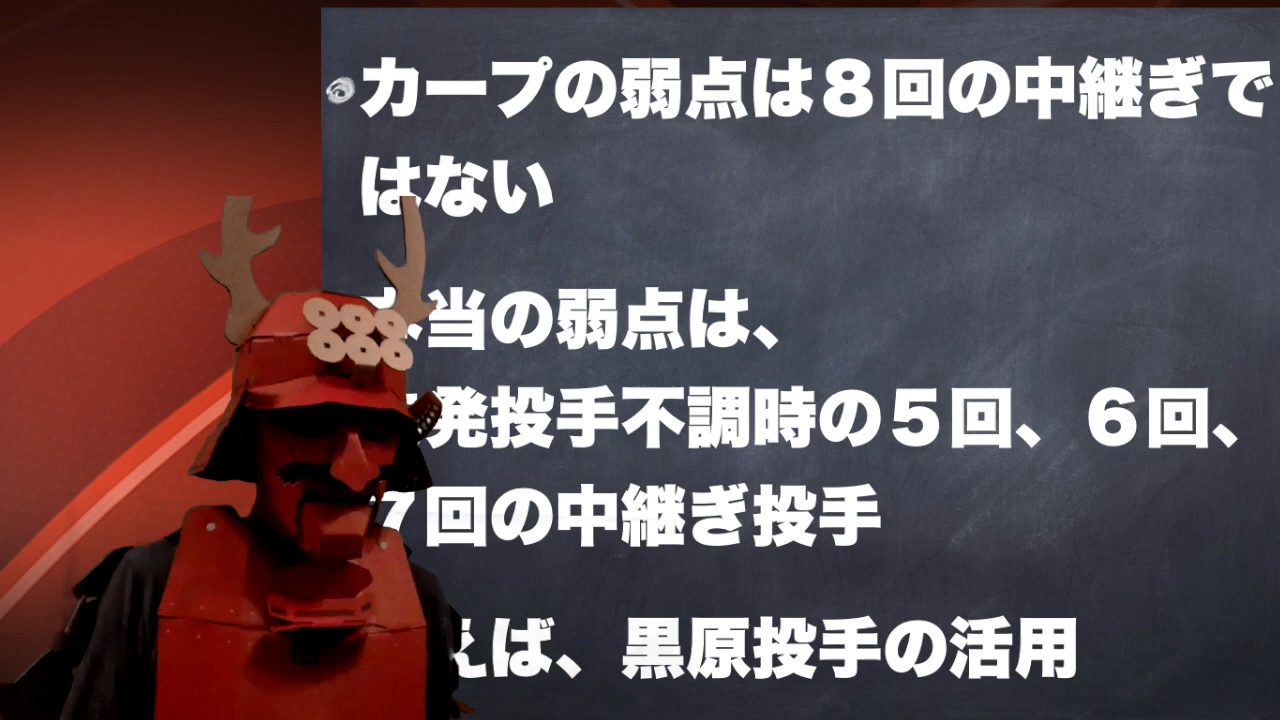 カープの弱点は８回の中継ぎで
はない
当の弱点は、
発投手不調時の５回、６回、
７回の中継ぎ投手
えば、黒原投手の活用